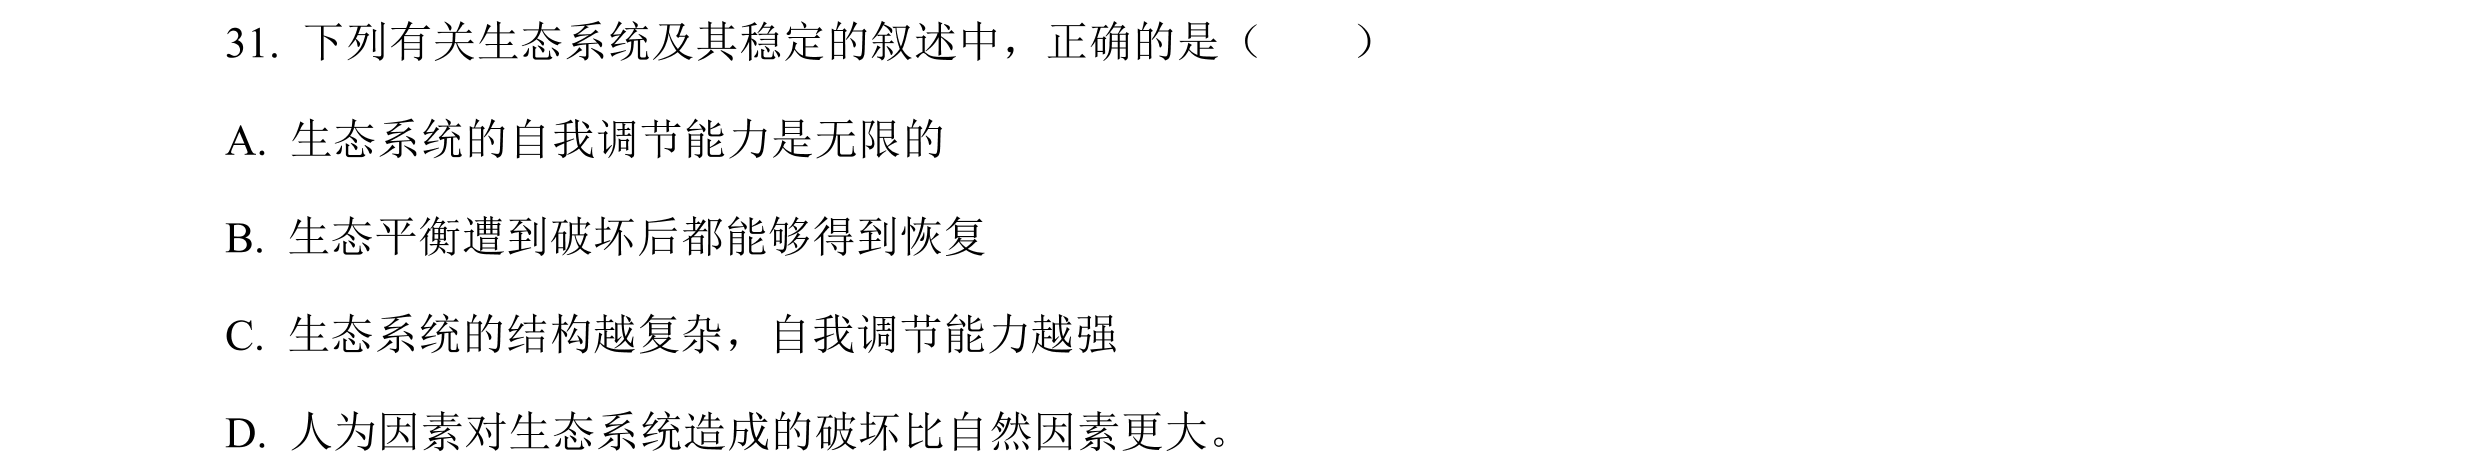 31. 下列有关生态系统及其稳定的叙述中，正确的是（　　）
A. 生态系统的自我调节能力是无限的
B. 生态平衡遭到破坏后都能够得到恢复
C. 生态系统的结构越复杂，自我调节能力越强
D. 人为因素对生态系统造成的破坏比自然因素更大。